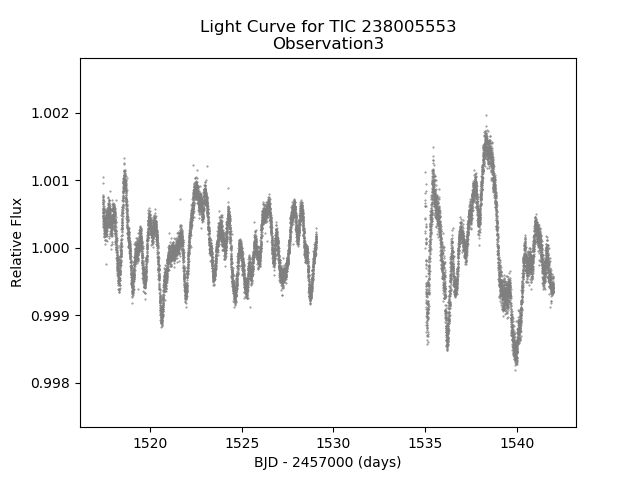 Light Curve for TIC 238005553
Observation3
1.002
1.001
1.000
0.999
0.998
Relative Flux
1520
1525
1530
1535
1540
BJD - 2457000 (days)